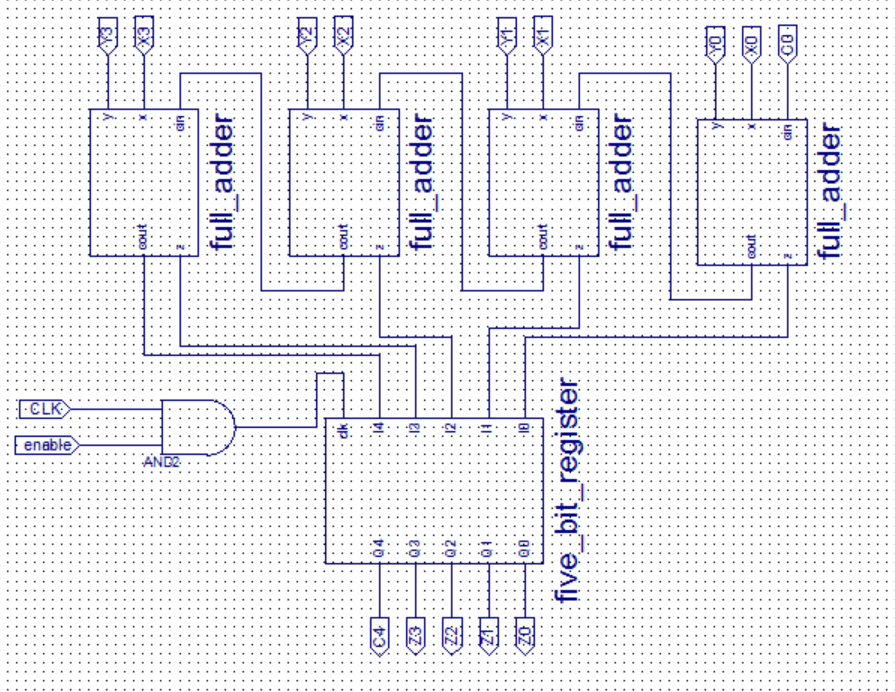 Y3 X3 Y2 X2 Y1 X1 Y0 X0 C0
y x cin y x cin y x cin y x cin
full_adder full_adder full_adder full_adder
cout z cout z cout z cout z
CLK
enable
AND2
clk I4 I3 I2 I1 I0
five_bit_register
Q4 Q3 Q2 Q1 Q0
C4 Z3 Z2 Z1 Z0